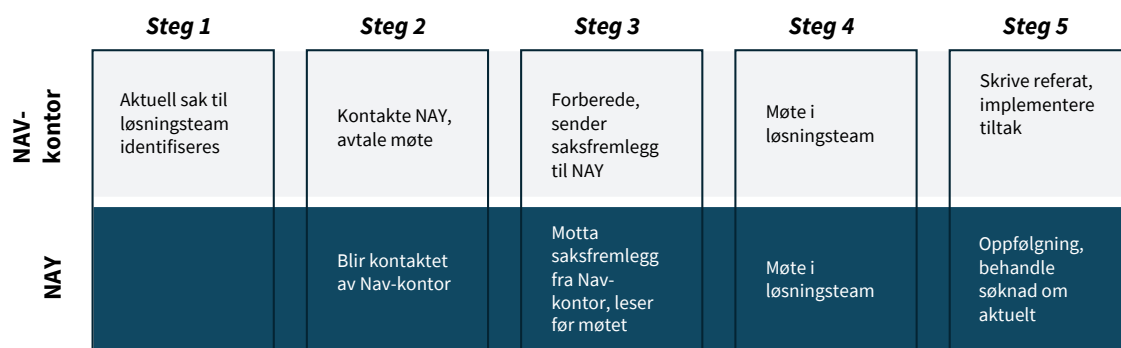 Steg 1
Steg 2
Steg 3
Steg 4
Steg 5
NAV-
kontor
Aktuell sak til
løsningsteam
identifiseres
Kontakte NAY,
avtale møte
Forberede,
sender
saksfremlegg
til NAY
Møte i
løsningsteam
Skrive referat,
implementere
tiltak
NAY
Blir kontaktet
av Nav-kontor
Motta
saksfremlegg
fra Nav-
kontor, leser
før møtet
Møte i
løsningsteam
Oppfølgning,
behandle
søknad om
aktuelt